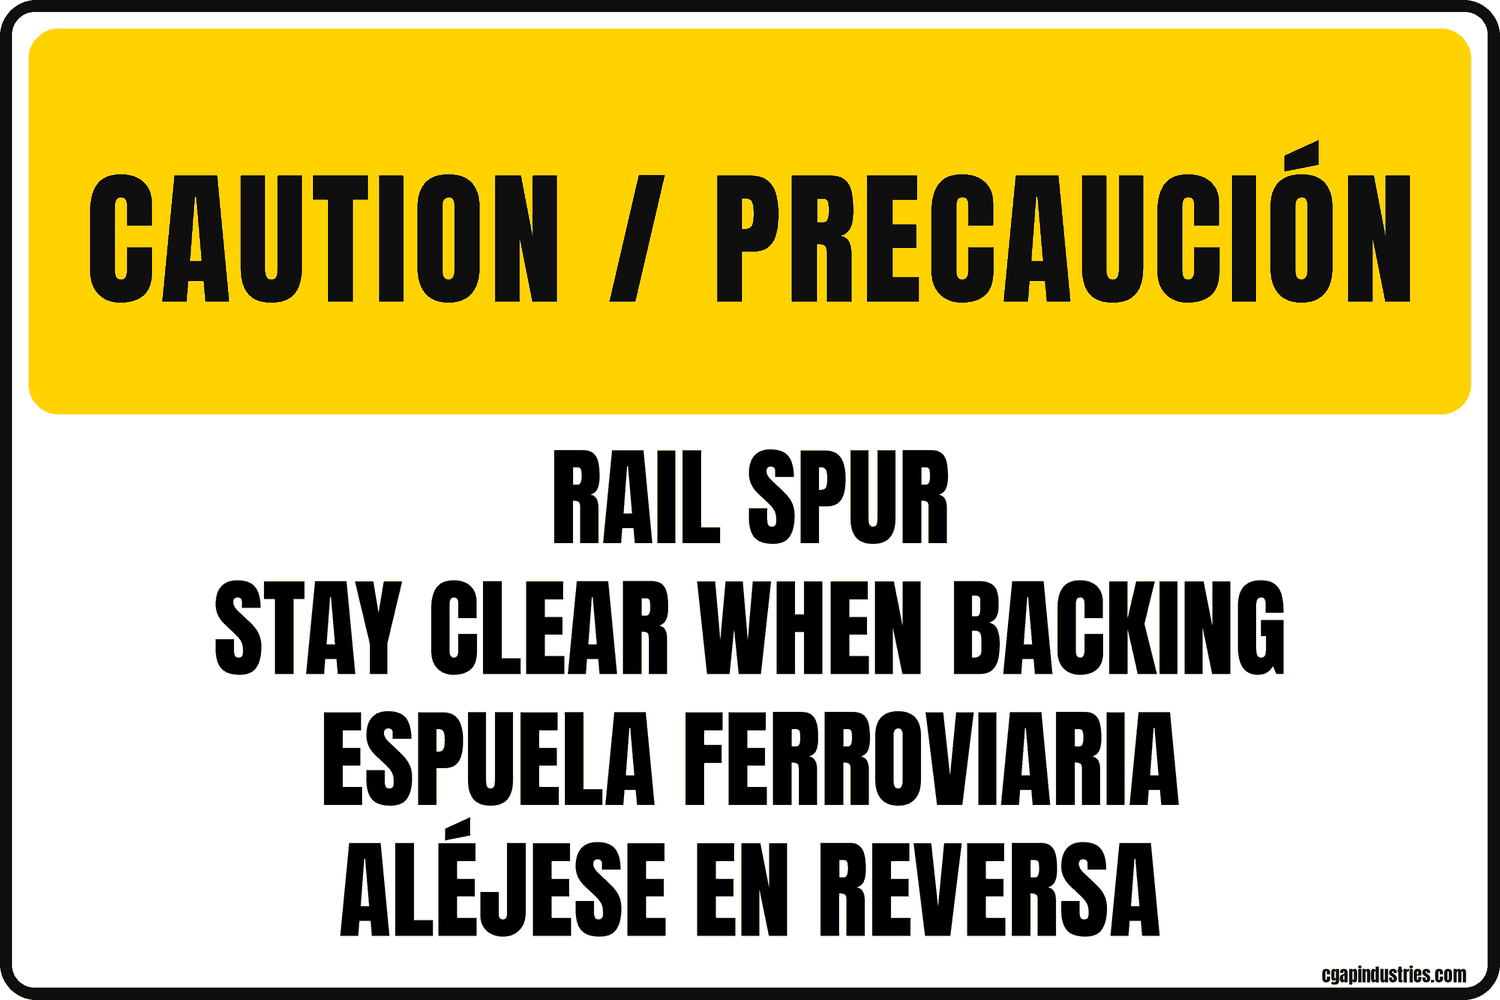 CAUTION / PRECAUCIÓN
RAIL SPUR
STAY CLEAR WHEN BACKING
ESPUELA FERROVIARIA
ALÉJESE EN REVERSA
cgapindustries.com